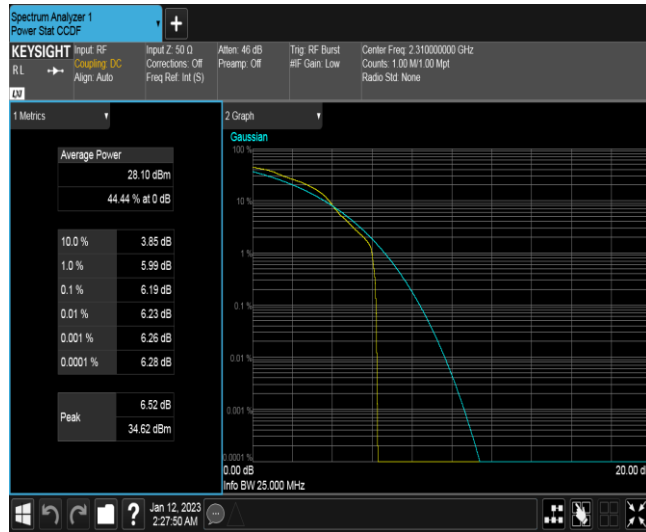 Spectrum Analyzer 1
Power Stat CCDF
+
KEYSIGHT
RL
LXI
Input: RF
Coupling: DC
Align: Auto
Input Z: 50 Ω
Corrections: Off
Freq Ref: Int (S)
Atten: 46 dB
Preamp: Off
Trig: RF Burst
#IF Gain: Low
Center Freq: 2.310000000 GHz
Counts: 1.00 M/1.00 Mpt
Radio Std: None
1 Metrics
Average Power
28.10 dBm
44.44 % at 0 dB
10.0 % 3.85 dB
1.0 % 5.99 dB
0.1 % 6.19 dB
0.01 % 6.23 dB
0.001 % 6.26 dB
0.0001 % 6.28 dB
Peak
6.52 dB
34.62 dBm
2 Graph
Gaussian
100 %
10 %
1 %
0.1 %
0.01 %
0.001 %
0.0001 %
0.00 dB
20.00 d
Info BW 25.000 MHz
?
Jan 12, 2023
2:27:50 AM